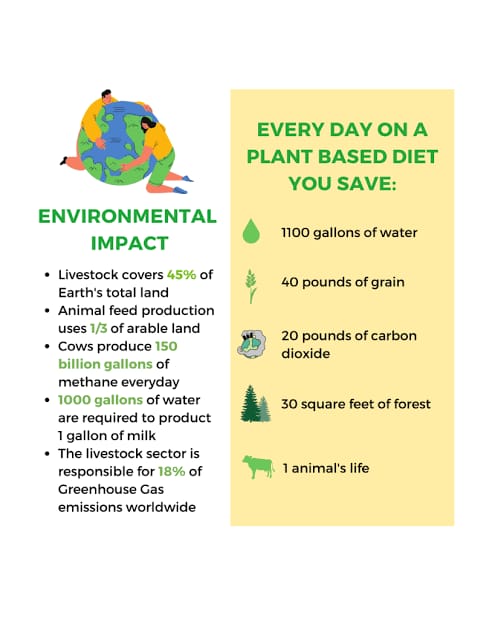 ENVIRONMENTAL
IMPACT
• Livestock covers 45% of
Earth's total land
• Animal feed production
uses 1/3 of arable land
• Cows produce 150
billion gallons of
methane everyday
• 1000 gallons of water
are required to product
1 gallon of milk
• The livestock sector is
responsible for 18% of
Greenhouse Gas
emissions worldwide
EVERY DAY ON A
PLANT BASED DIET
YOU SAVE:
1100 gallons of water
40 pounds of grain
20 pounds of carbon
dioxide
30 square feet of forest
1 animal's life